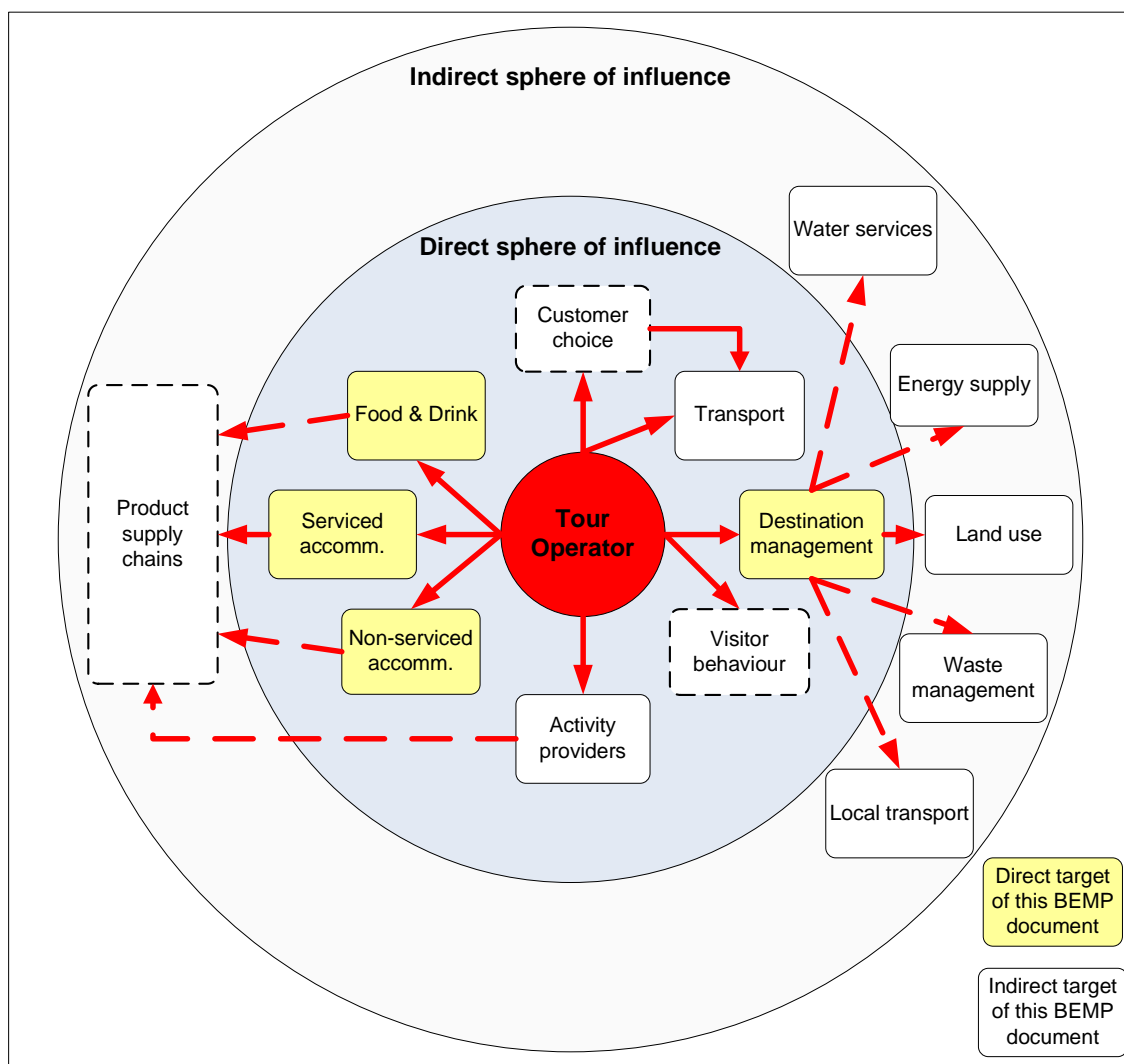 Indirect sphere of influence
Direct sphere of influence
Water services
Customer
choice
Energy supply
Food & Drink
Transport
Product
supply
chains
Serviced
accomm.
Tour
Operator
Destination
management
Land use
Non-serviced
accomm.
Visitor
behaviour
Waste
management
Activity
providers
Local transport
Direct target
of this BEMP
document
Indirect target
of this BEMP
document